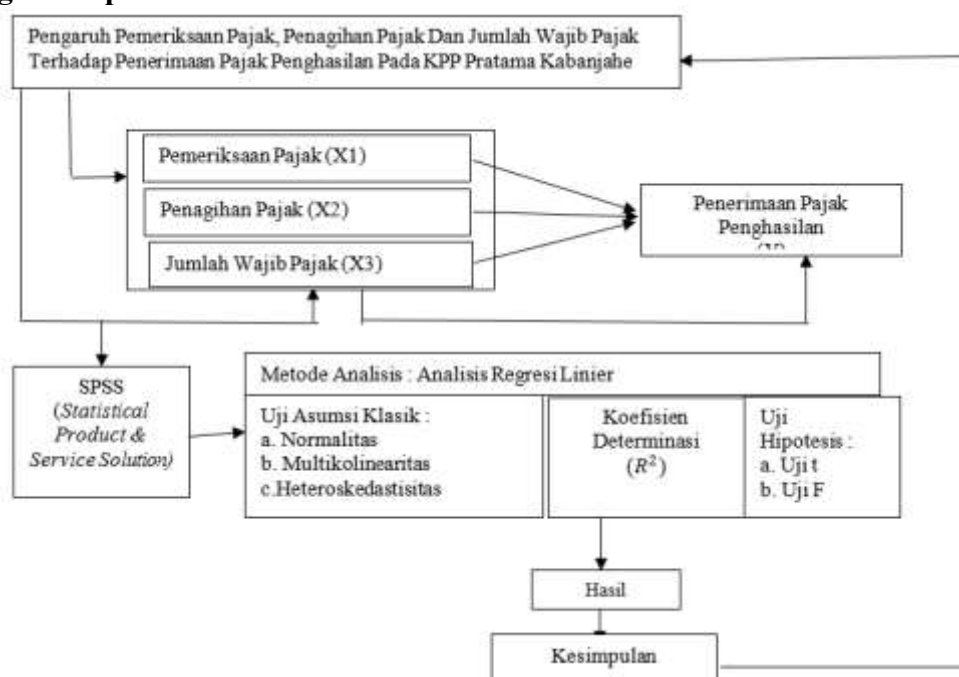 Pengaruh Pemeriksaan Pajak, Penagihan Pajak Dan Jumlah Wajib Pajak
Terhadap Penerimaan Pajak Penghasilan Pada KPP Pratama Kabanjahe
Pemeriksaan Pajak (X1)
Penagihan Pajak (X2)
Jumlah Wajib Pajak (X3)
Penerimaan Pajak
Penghasilan
SPSS
(Statistical
Product &
Service Solution)
Metode Analisis : Analisis Regresi Linier
Uji Asumsi Klasik :
a. Normalitas
b. Multikolinearitas
c.Heteroskedastisitas
Koefisien
Determinasi
(R²)
Uji
Hipotesis :
a. Uji t
b. Uji F
Hasil
Kesimpulan